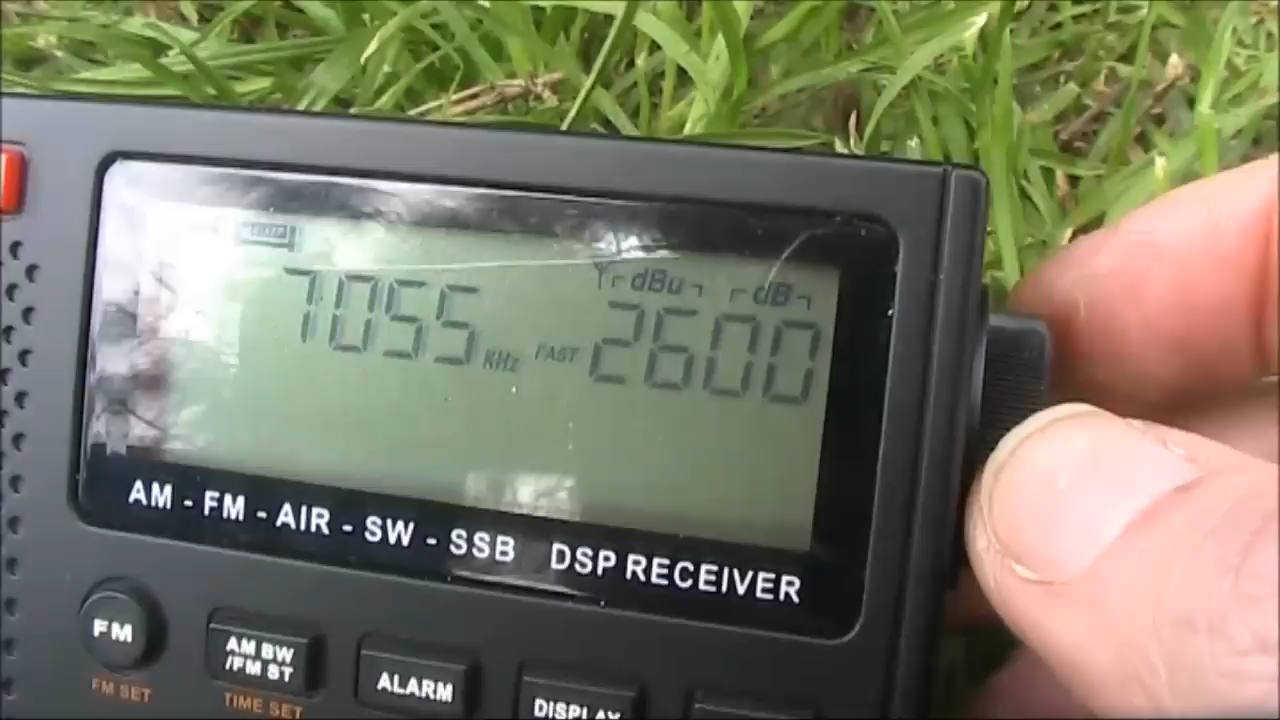 dBu dB
7055 KHz FAST 2600
AM - FM - AIR - SW - SSB DSP RECEIVER
FM
AM BW
/FM ST
ALARM
DISPLAY
FM SET
TIME SET